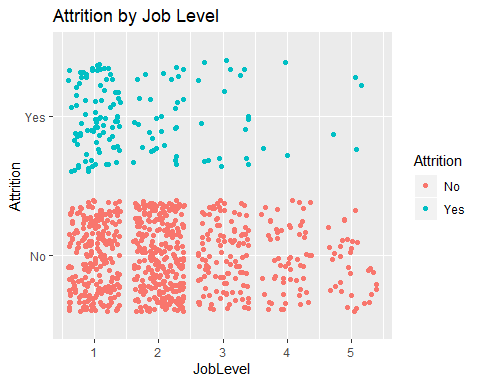 Attrition by Job Level
Attrition
Yes
No
1 2 3 4 5
JobLevel
Attrition
No
Yes